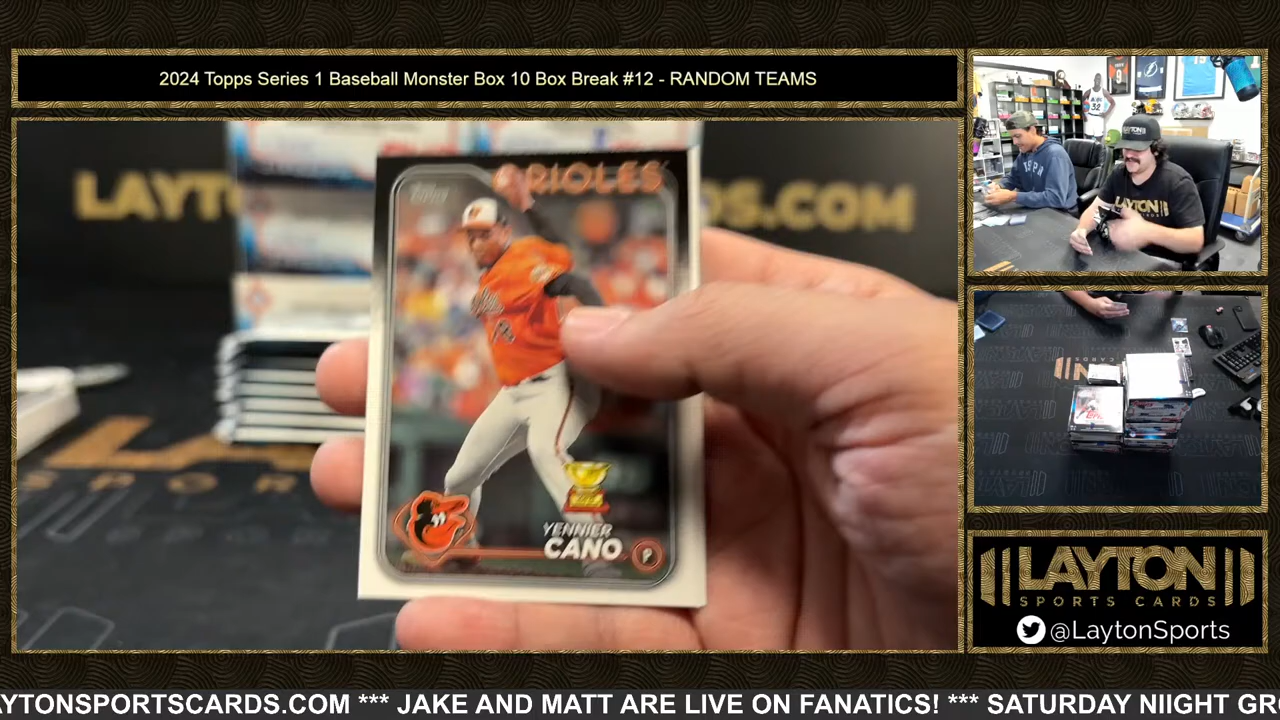 2024 Topps Series 1 Baseball Monster Box 10 Box Break #12 - RANDOM TEAMS
ORIOLES
Topps
YENNIER
CANO
P
LAYTON
SPORTS CARDS
@LaytonSports
AYTONSPORTSCARDS.COM *** JAKE AND MATT ARE LIVE ON FANATICS! *** SATURDAY NIIGHT GR